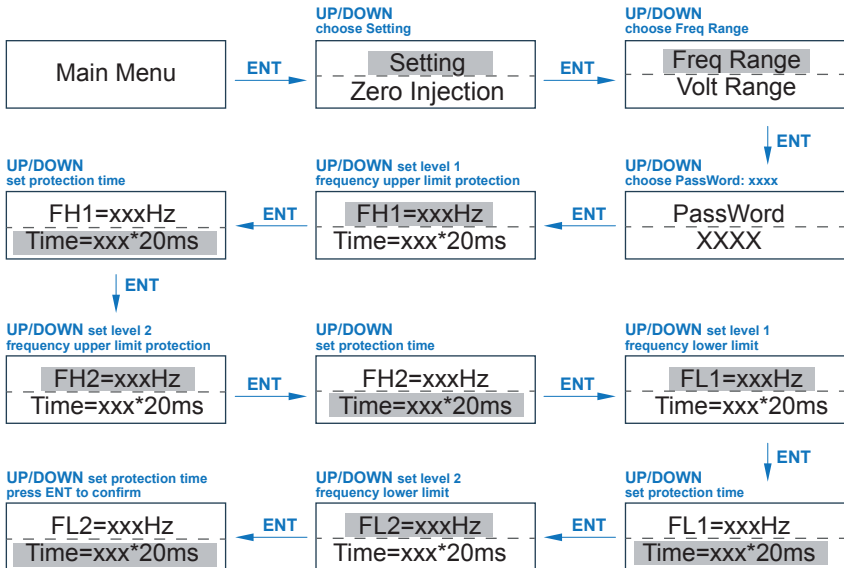 Main Menu
ENT
UP/DOWN
choose Setting
Setting
Zero Injection
ENT
UP/DOWN
choose Freq Range
Freq Range
Volt Range
ENT
UP/DOWN
choose PassWord: xxxx
PassWord
XXXX
ENT
UP/DOWN set level 1
frequency upper limit protection
FH1=xxxHz
Time=xxx*20ms
ENT
UP/DOWN
set protection time
FH1=xxxHz
Time=xxx*20ms
ENT
UP/DOWN set level 2
frequency upper limit protection
FH2=xxxHz
Time=xxx*20ms
ENT
UP/DOWN
set protection time
FH2=xxxHz
Time=xxx*20ms
ENT
UP/DOWN set level 1
frequency lower limit
FL1=xxxHz
Time=xxx*20ms
ENT
UP/DOWN
set protection time
FL1=xxxHz
Time=xxx*20ms
ENT
UP/DOWN set level 2
frequency lower limit
FL2=xxxHz
Time=xxx*20ms
ENT
UP/DOWN set protection time
press ENT to confirm
FL2=xxxHz
Time=xxx*20ms